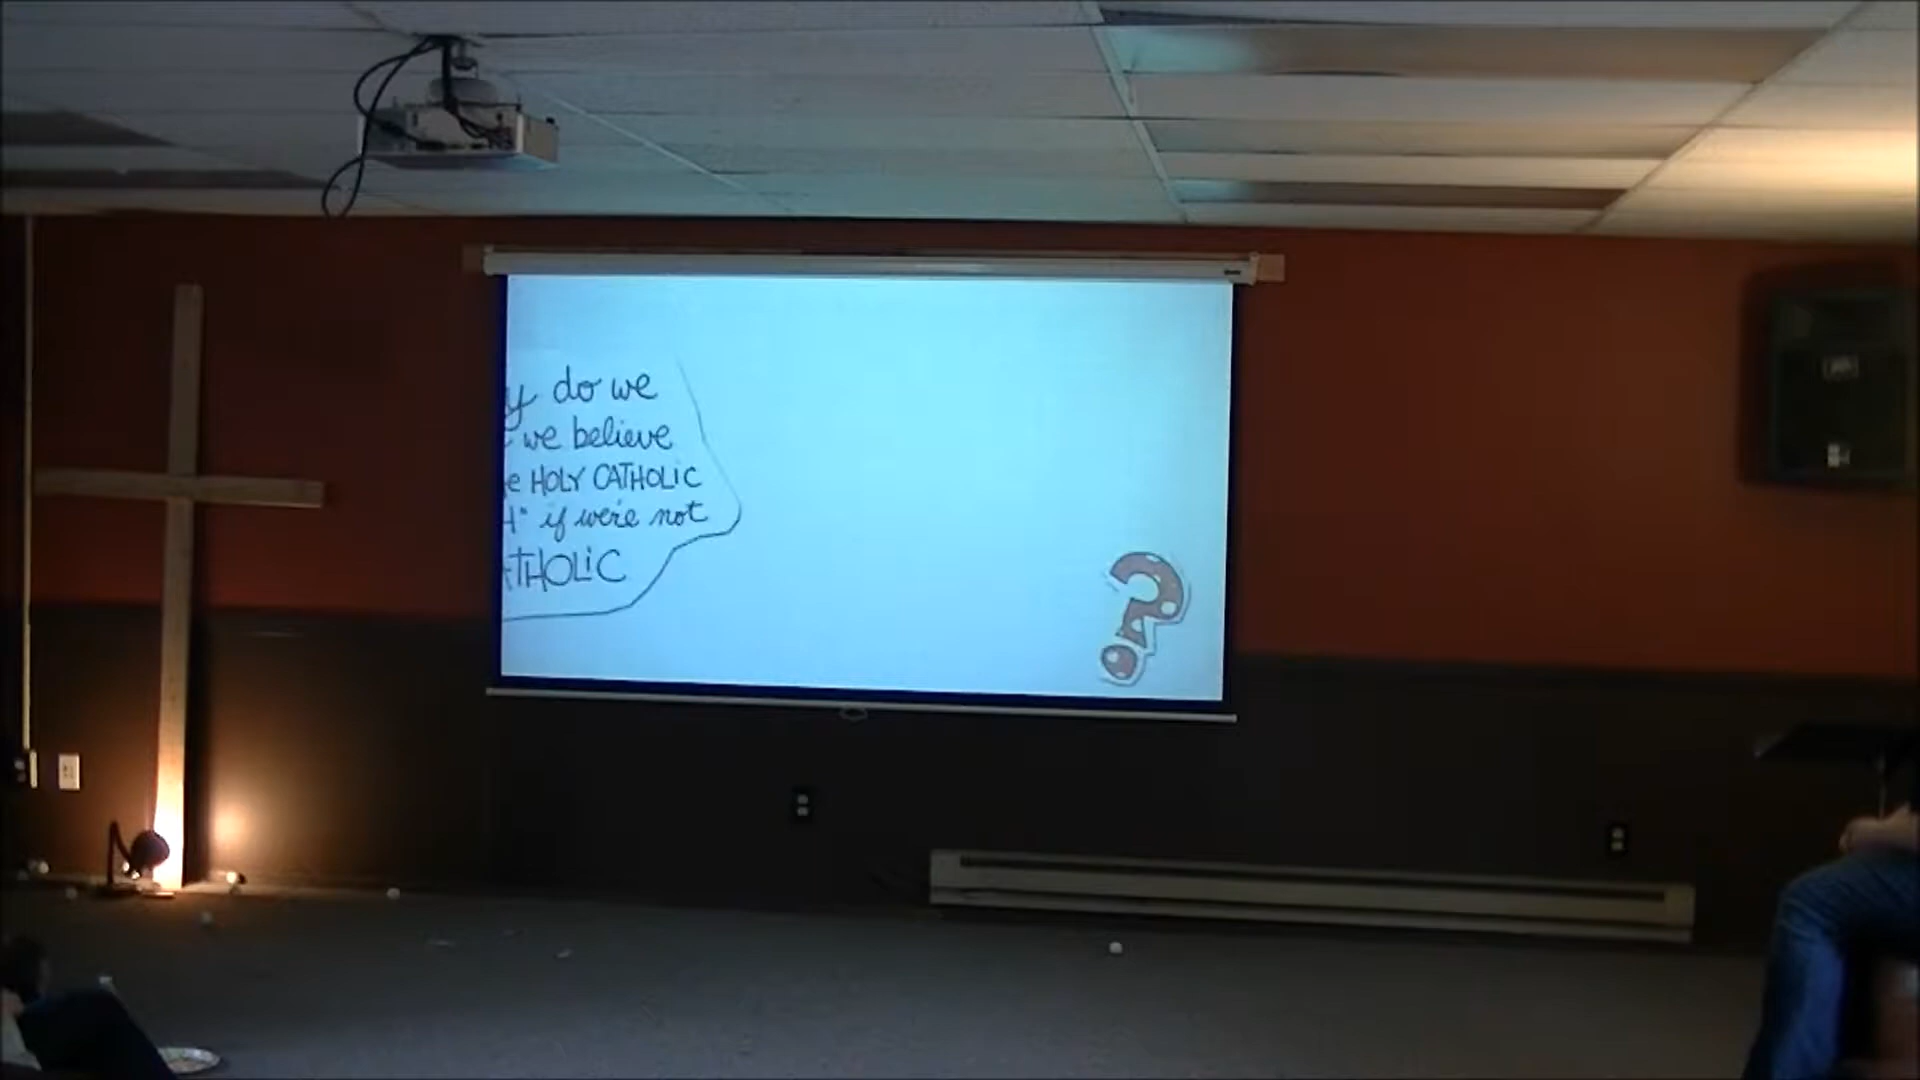 y do we
we believe
e HOLY CATHOLIC
H" if we're not
ATHOLIC
?